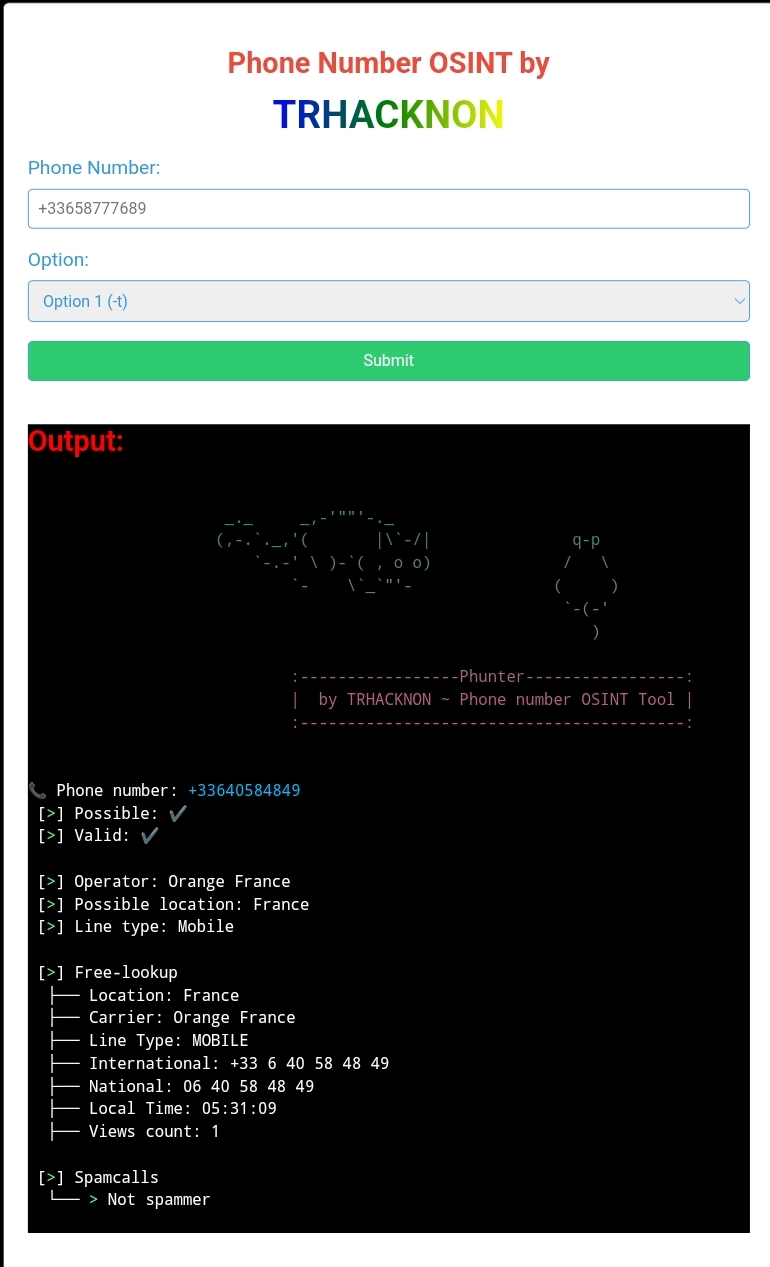 Phone Number OSINT by
TRHACKNON
Phone Number:
+33658777689
Option:
Option 1 (-t)
Submit
Output:
 _._     _,-'""'-._
(,-.`._,'(       |\`-/|               q-p
    `-.-' \ )-`( , o o)              /   \
        `-    \`_`"'-               (     )
                                     `-(-'
                                        )
:-----------------Phunter-----------------:
|  by TRHACKNON ~ Phone number OSINT Tool |
:-----------------------------------------:
📞 Phone number: +33640584849
[>] Possible: ✔️
[>] Valid: ✔️
[>] Operator: Orange France
[>] Possible location: France
[>] Line type: Mobile
[>] Free-lookup
├── Location: France
├── Carrier: Orange France
├── Line Type: MOBILE
├── International: +33 6 40 58 48 49
├── National: 06 40 58 48 49
├── Local Time: 05:31:09
├── Views count: 1
[>] Spamcalls
└── > Not spammer